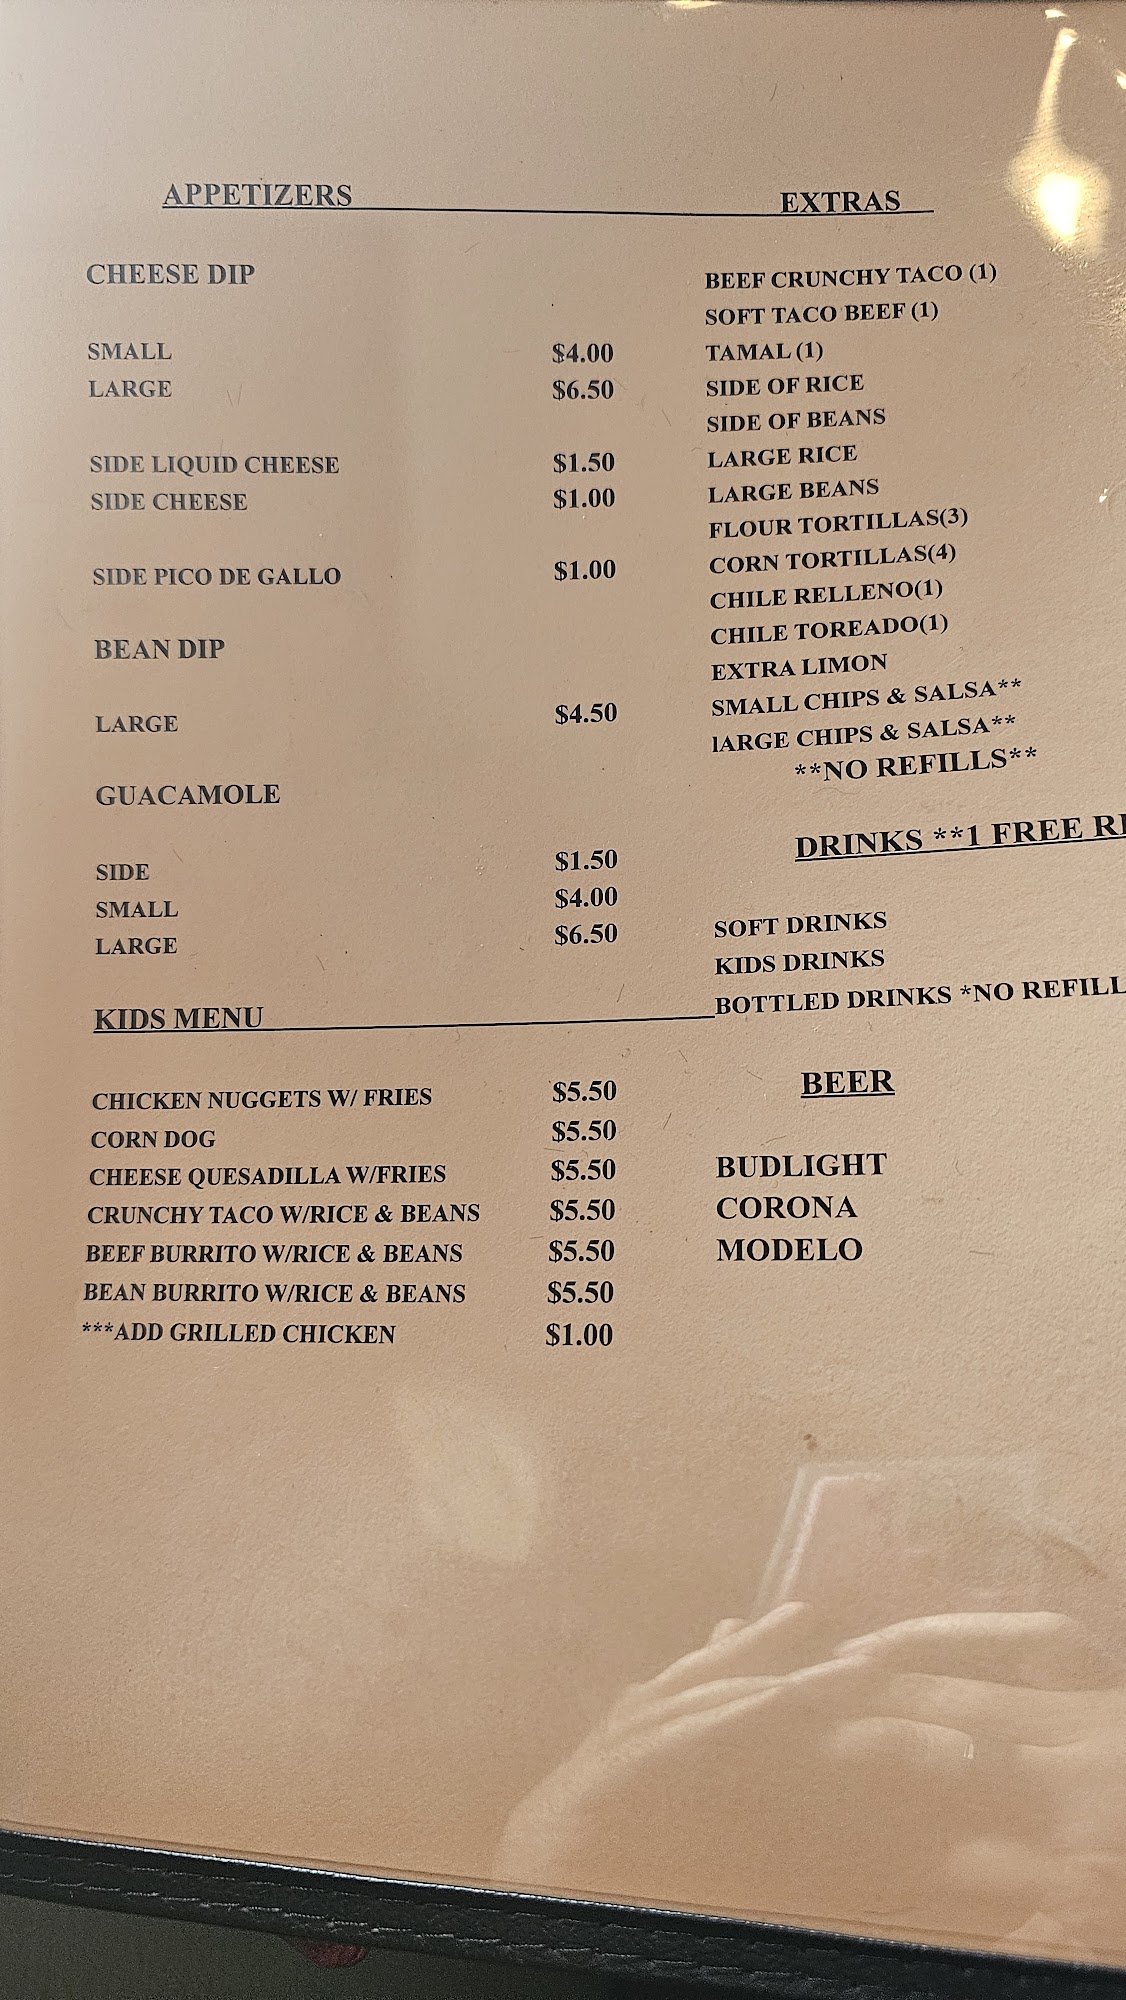 APPETIZERS
CHEESE DIP
SMALL $4.00
LARGE $6.50
SIDE LIQUID CHEESE $1.50
SIDE CHEESE $1.00
SIDE PICO DE GALLO $1.00
BEAN DIP
LARGE $4.50
GUACAMOLE
SIDE $1.50
SMALL $4.00
LARGE $6.50
KIDS MENU
CHICKEN NUGGETS W/ FRIES $5.50
CORN DOG $5.50
CHEESE QUESADILLA W/FRIES $5.50
CRUNCHY TACO W/RICE & BEANS $5.50
BEEF BURRITO W/RICE & BEANS $5.50
BEAN BURRITO W/RICE & BEANS $5.50
***ADD GRILLED CHICKEN $1.00
EXTRAS
BEEF CRUNCHY TACO (1)
SOFT TACO BEEF (1)
TAMAL (1)
SIDE OF RICE
SIDE OF BEANS
LARGE RICE
LARGE BEANS
FLOUR TORTILLAS(3)
CORN TORTILLAS(4)
CHILE RELLENO(1)
CHILE TOREADO(1)
EXTRA LIMON
SMALL CHIPS & SALSA**
lARGE CHIPS & SALSA**
**NO REFILLS**
DRINKS **1 FREE
SOFT DRINKS
KIDS DRINKS
BOTTLED DRINKS *NO REFILL
BEER
BUDLIGHT
CORONA
MODELO